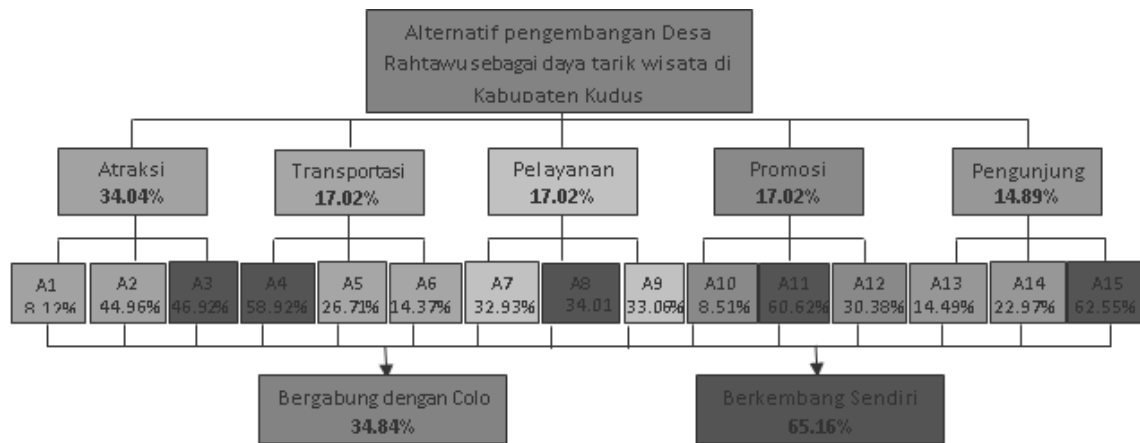 Alternatif pengembangan Desa
Rahtawu sebagai daya tarik wisata di
Kabupaten Kudus
Atraksi
34.04%
Transportasi
17.02%
Pelayanan
17.02%
Promosi
17.02%
Pengunjung
14.89%
A1
8.12%
A2
44.96%
A3
46.92%
A4
58.92%
A5
26.71%
A6
14.37%
A7
32.93%
A8
34.01
A9
33.06%
A10
8.51%
A11
60.62%
A12
30.38%
A13
14.49%
A14
22.97%
A15
62.55%
Bergabung dengan Colo
34.84%
Berkembang Sendiri
65.16%